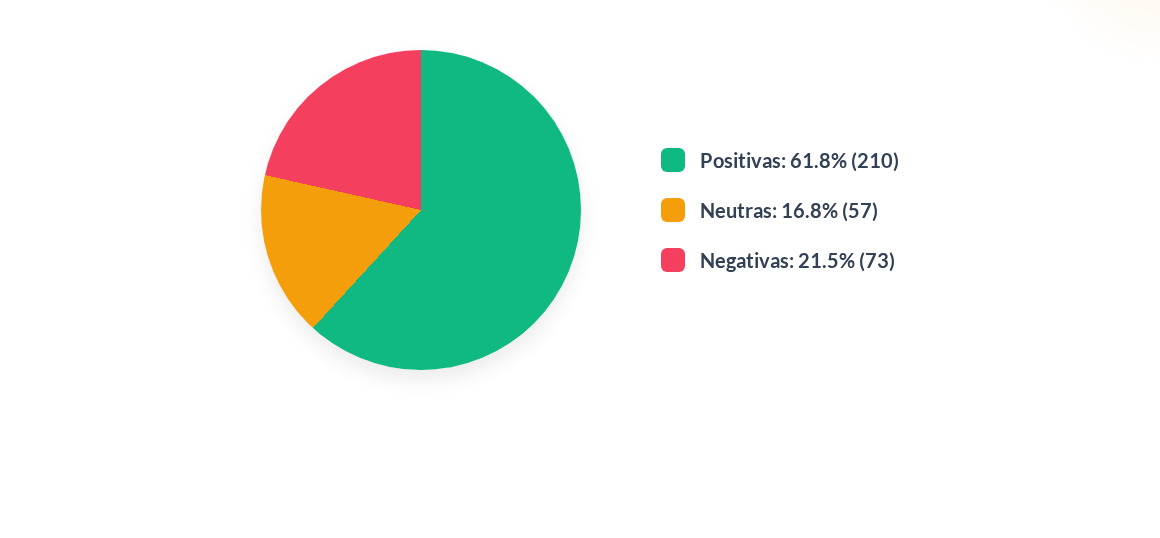 Positivas: 61.8% (210)
Neutras: 16.8% (57)
Negativas: 21.5% (73)